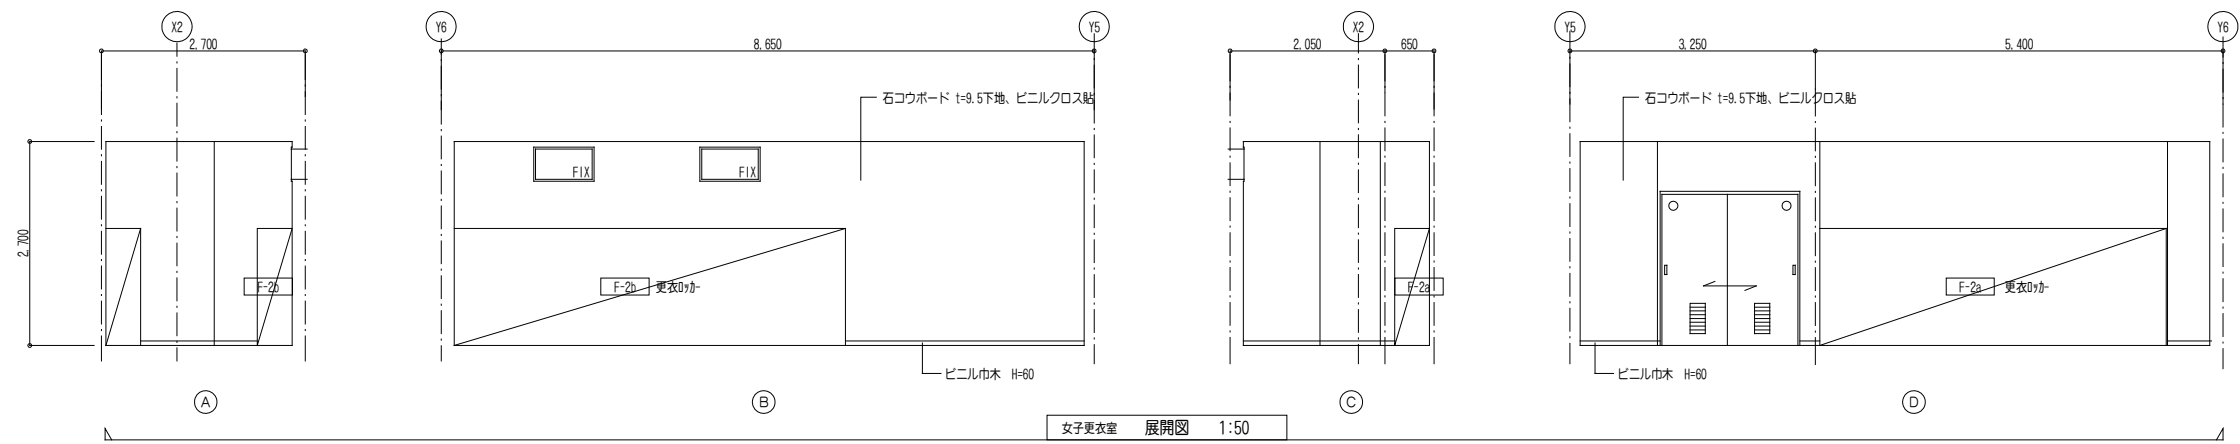 X2
2,700
Y6
8,650
Y5
2,050
X2
650
Y5
3,250
5,400
Y6
石コウボード t=9.5下地、ビニルクロス貼
石コウボード t=9.5下地、ビニルクロス貼
FIX
FIX
2,700
F-2b
F-2b 更衣ロッカー
F-2a
F-2a 更衣ロッカー
ビニル巾木 H=60
ビニル巾木 H=60
A
B
C
D
女子更衣室 展開図 1:50